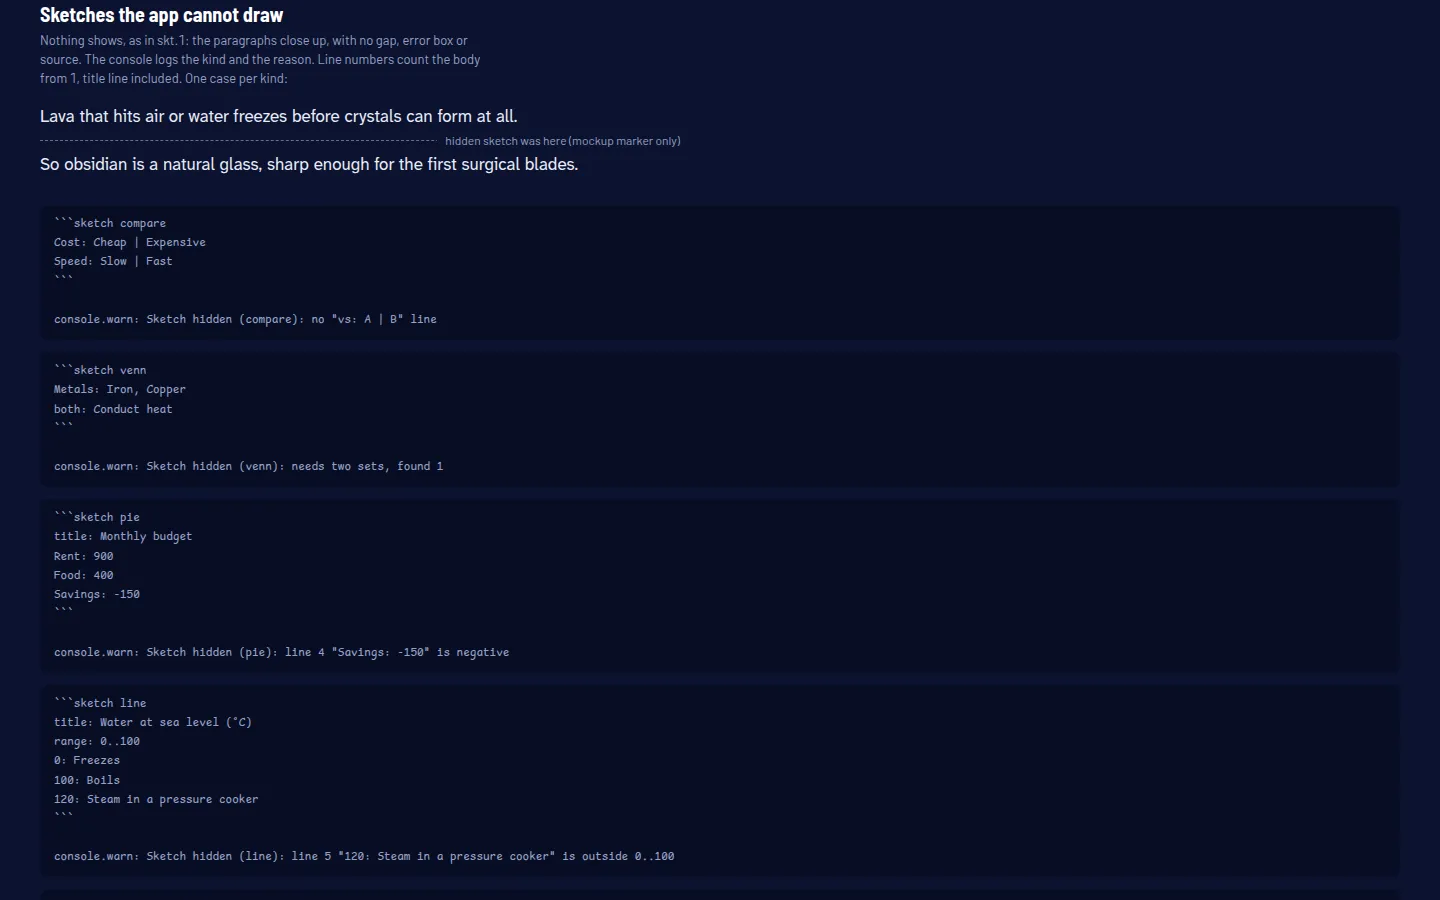 Sketches the app cannot draw
Nothing shows, as in skt.1: the paragraphs close up, with no gap, error box or
source. The console logs the kind and the reason. Line numbers count the body
from 1, title line included. One case per kind:
Lava that hits air or water freezes before crystals can form at all.
hidden sketch was here (mockup marker only)
So obsidian is a natural glass, sharp enough for the first surgical blades.
```sketch compare
Cost: Cheap | Expensive
Speed: Slow | Fast
```
console.warn: Sketch hidden (compare): no "vs: A | B" line
```sketch venn
Metals: Iron, Copper
both: Conduct heat
```
console.warn: Sketch hidden (venn): needs two sets, found 1
```sketch pie
title: Monthly budget
Rent: 900
Food: 400
Savings: -150
```
console.warn: Sketch hidden (pie): line 4 "Savings: -150" is negative
```sketch line
title: Water at sea level (°C)
range: 0..100
0: Freezes
100: Boils
120: Steam in a pressure cooker
```
console.warn: Sketch hidden (line): line 5 "120: Steam in a pressure cooker" is outside 0..100